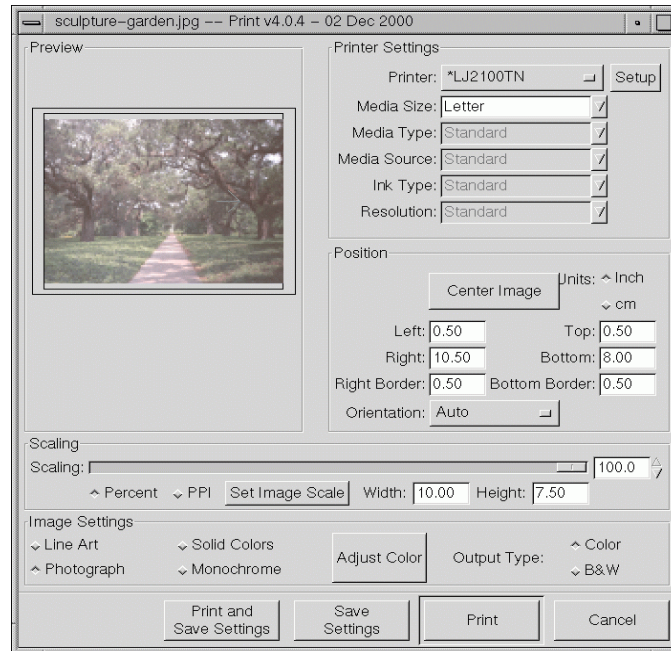 sculpture-garden.jpg -- Print v4.0.4 – 02 Dec 2000
Preview
Printer Settings
Printer: *LJ2100TN Setup
Media Size: Letter
Media Type: Standard
Media Source: Standard
Ink Type: Standard
Resolution: Standard
Position
Center Image
Units: Inch
cm
Left: 0.50 Top: 0.50
Right: 10.50 Bottom: 8.00
Right Border: 0.50 Bottom Border: 0.50
Orientation: Auto
Scaling
Scaling: 100.0
Percent PPI Set Image Scale Width: 10.00 Height: 7.50
Image Settings
Line Art Solid Colors
Photograph Monochrome
Adjust Color
Output Type: Color
B&W
Print and
Save Settings
Save
Settings
Print
Cancel